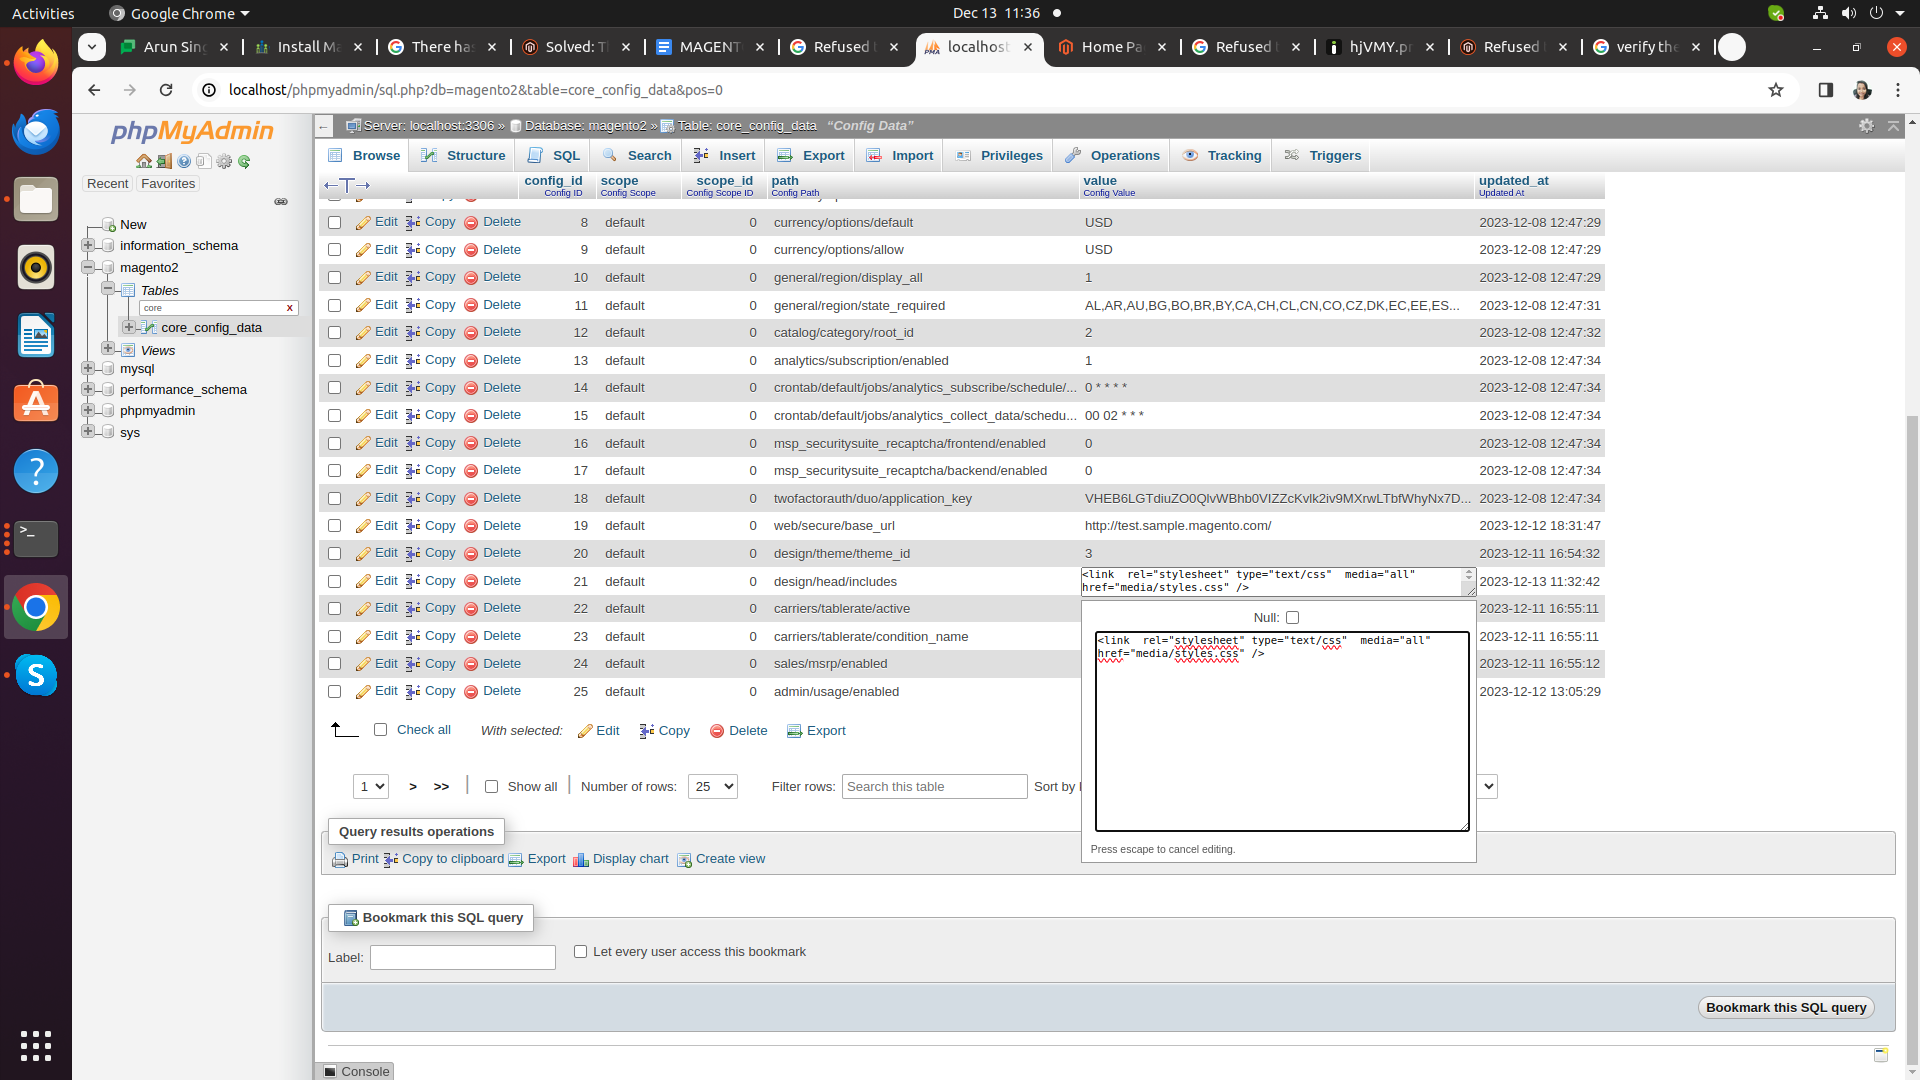 Activities Google Chrome Dec 13 11:36
Arun Sin Install Ma There has Solved: T MAGENT Refused localhost Home Pa Refused hjVMY.p Refused verify the
localhost/phpmyadmin/sql.php?db=magento2&table=core_config_data&pos=0
phpMyAdmin
Recent Favorites
New
information_schema
magento2
Tables
core x
core_config_data
Views
mysql
performance_schema
phpmyadmin
sys
Server: localhost:3306 » Database: magento2 » Table: core_config_data "Config Data"
Browse Structure SQL Search Insert Export Import Privileges Operations Tracking Triggers
config_id scope scope_id path value updated_at
Config ID Config Scope Config Scope ID Config Path Config Value Updated At
Edit Copy Delete 8 default 0 currency/options/default USD 2023-12-08 12:47:29
Edit Copy Delete 9 default 0 currency/options/allow USD 2023-12-08 12:47:29
Edit Copy Delete 10 default 0 general/region/display_all 1 2023-12-08 12:47:29
Edit Copy Delete 11 default 0 general/region/state_required AL,AR,AU,BG,BO,BR,BY,CA,CH,CL,CN,CO,CZ,DK,EC,EE,ES... 2023-12-08 12:47:31
Edit Copy Delete 12 default 0 catalog/category/root_id 2 2023-12-08 12:47:32
Edit Copy Delete 13 default 0 analytics/subscription/enabled 1 2023-12-08 12:47:34
Edit Copy Delete 14 default 0 crontab/default/jobs/analytics_subscribe/schedule/... 0 * * * * 2023-12-08 12:47:34
Edit Copy Delete 15 default 0 crontab/default/jobs/analytics_collect_data/schedu... 00 02 * * * 2023-12-08 12:47:34
Edit Copy Delete 16 default 0 msp_securitysuite_recaptcha/frontend/enabled 0 2023-12-08 12:47:34
Edit Copy Delete 17 default 0 msp_securitysuite_recaptcha/backend/enabled 0 2023-12-08 12:47:34
Edit Copy Delete 18 default 0 twofactorauth/duo/application_key VHEB6LGTdiuZO0QlvWBhb0VIZZcKvlk2iv9MXrwLTbfWhyNx7D... 2023-12-08 12:47:34
Edit Copy Delete 19 default 0 web/secure/base_url http://test.sample.magento.com/ 2023-12-12 18:31:47
Edit Copy Delete 20 default 0 design/theme/theme_id 3 2023-12-11 16:54:32
Edit Copy Delete 21 default 0 design/head/includes <link rel="stylesheet" type="text/css" media="all" href="media/styles.css" /> 2023-12-13 11:32:42
Edit Copy Delete 22 default 0 carriers/tablerate/active 2023-12-11 16:55:11
Edit Copy Delete 23 default 0 carriers/tablerate/condition_name 2023-12-11 16:55:11
Edit Copy Delete 24 default 0 sales/msrp/enabled 2023-12-11 16:55:12
Edit Copy Delete 25 default 0 admin/usage/enabled 2023-12-12 13:05:29
Null:
<link rel="stylesheet" type="text/css" media="all"
href="media/styles.css" />
Press escape to cancel editing.
Check all With selected: Edit Copy Delete Export
1 > >> Show all Number of rows: 25 Filter rows: Search this table Sort by
Query results operations
Print Copy to clipboard Export Display chart Create view
Bookmark this SQL query
Label: Let every user access this bookmark
Bookmark this SQL query
Console